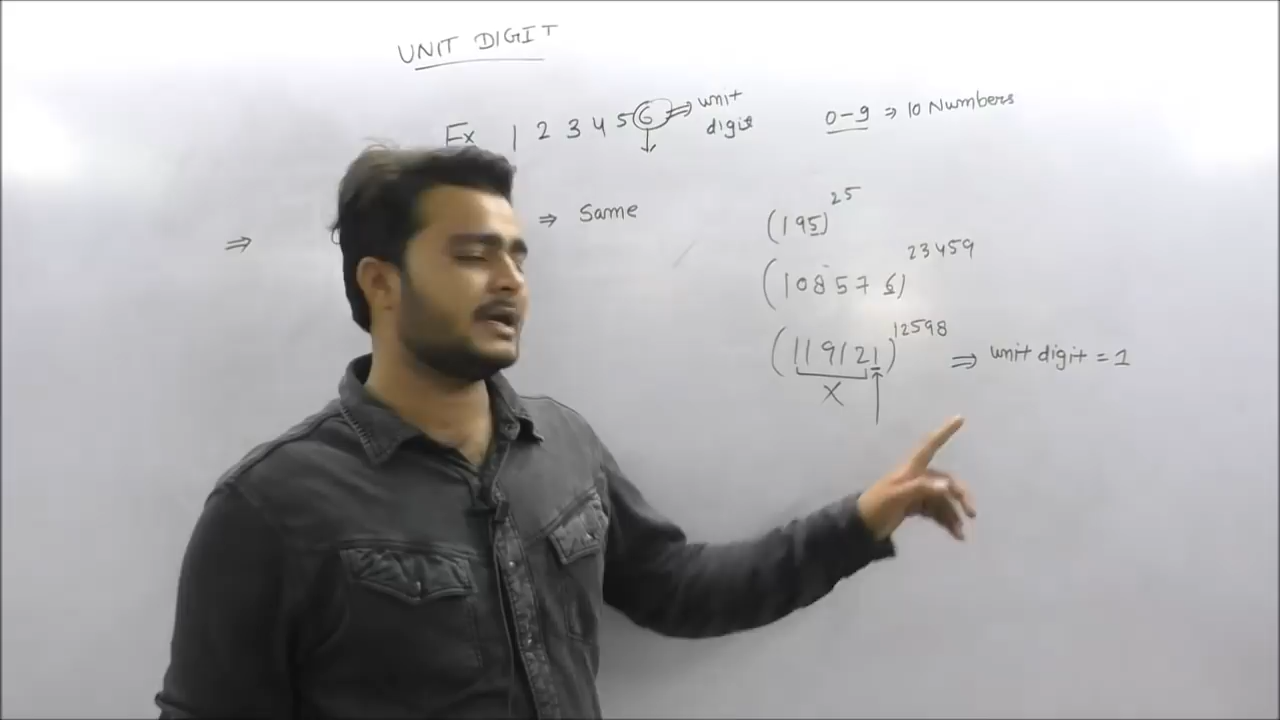 UNIT DIGIT
Ex 1 2 3 4 5 6 ⇒ unit digit
0-9 ⇒ 10 Numbers
⇒ ⇒ Same
(195)^25
(108576)^23459
(119121)^12598 ⇒ unit digit = 1
X